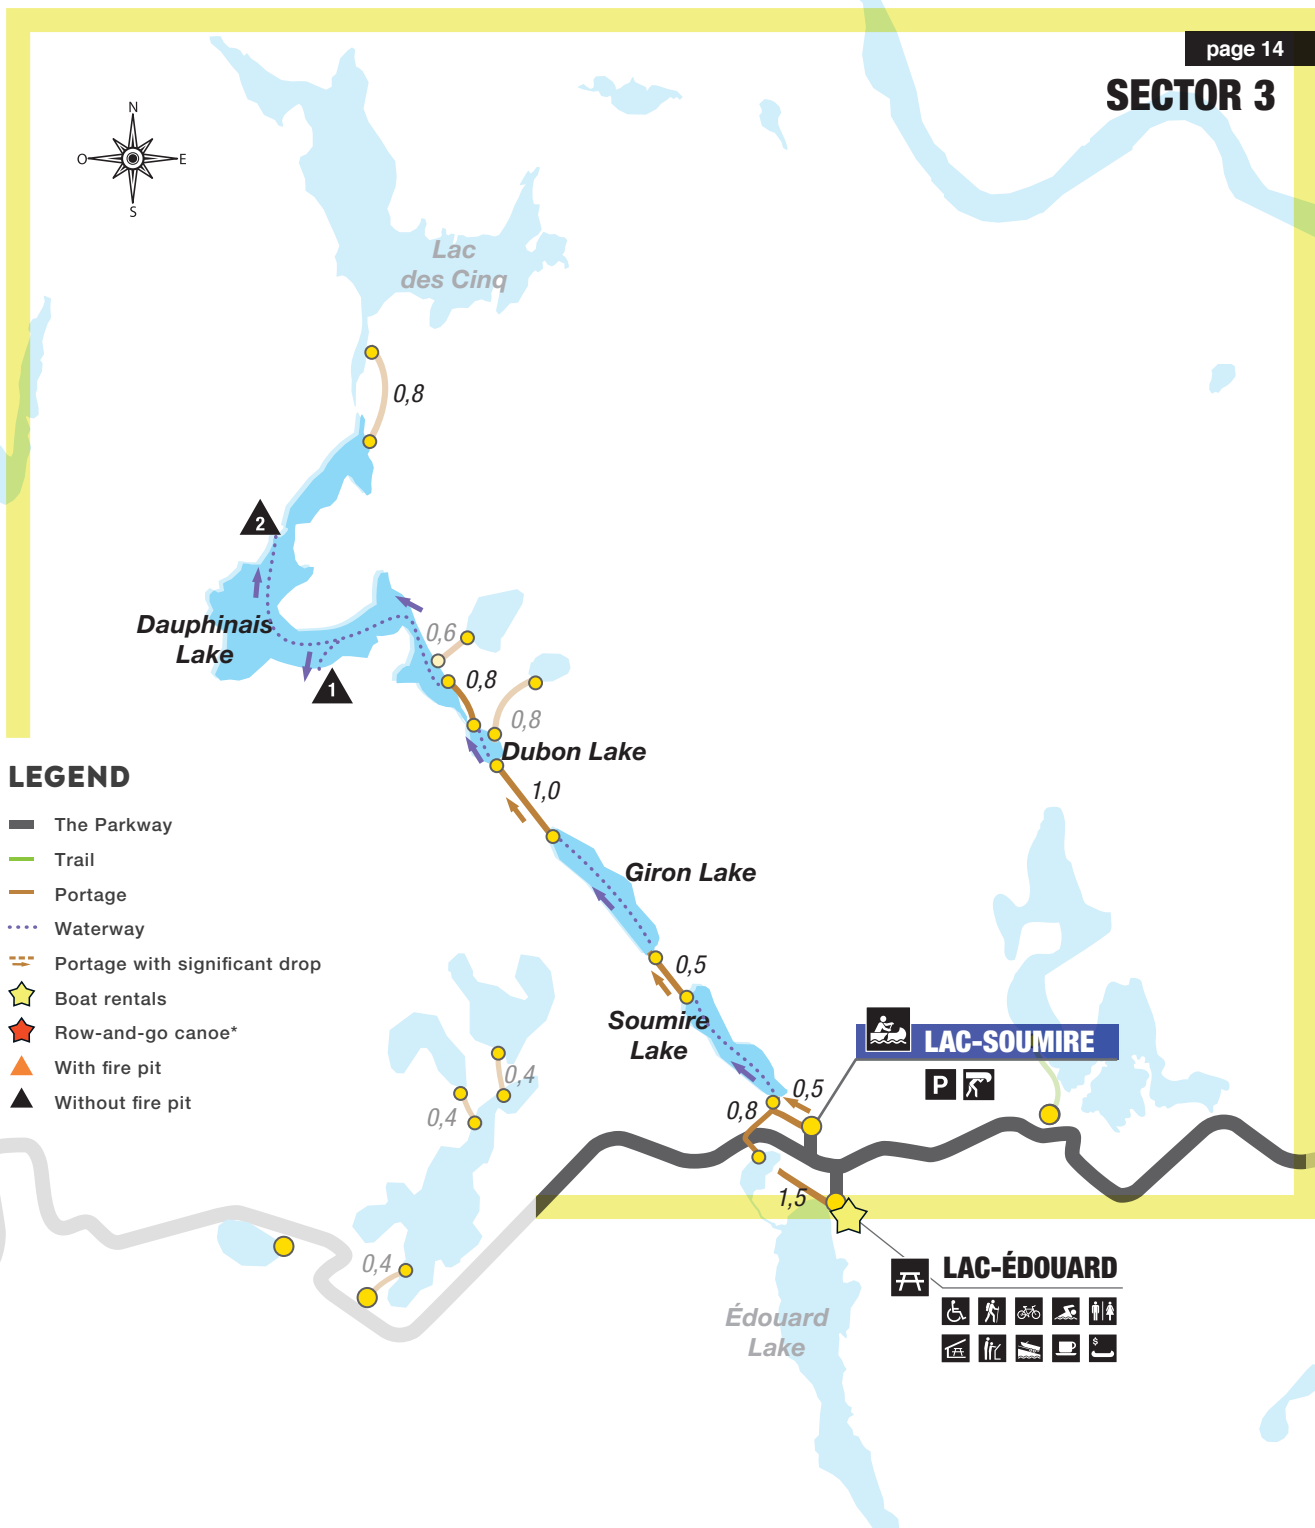 page 14
SECTOR 3
N
O
E
S
Lac
des Cinq
0,8
2
Dauphinais
Lake
1
0,6
0,8
0,8
Dubon Lake
1,0
Giron Lake
0,5
Soumire
Lake
LAC-SOUMIRE
P
0,5
0,8
1,5
0,4
0,4
0,4
LAC-ÉDOUARD
$
Édouard
Lake
LEGEND
The Parkway
Trail
Portage
Waterway
Portage with significant drop
Boat rentals
Row-and-go canoe*
With fire pit
Without fire pit